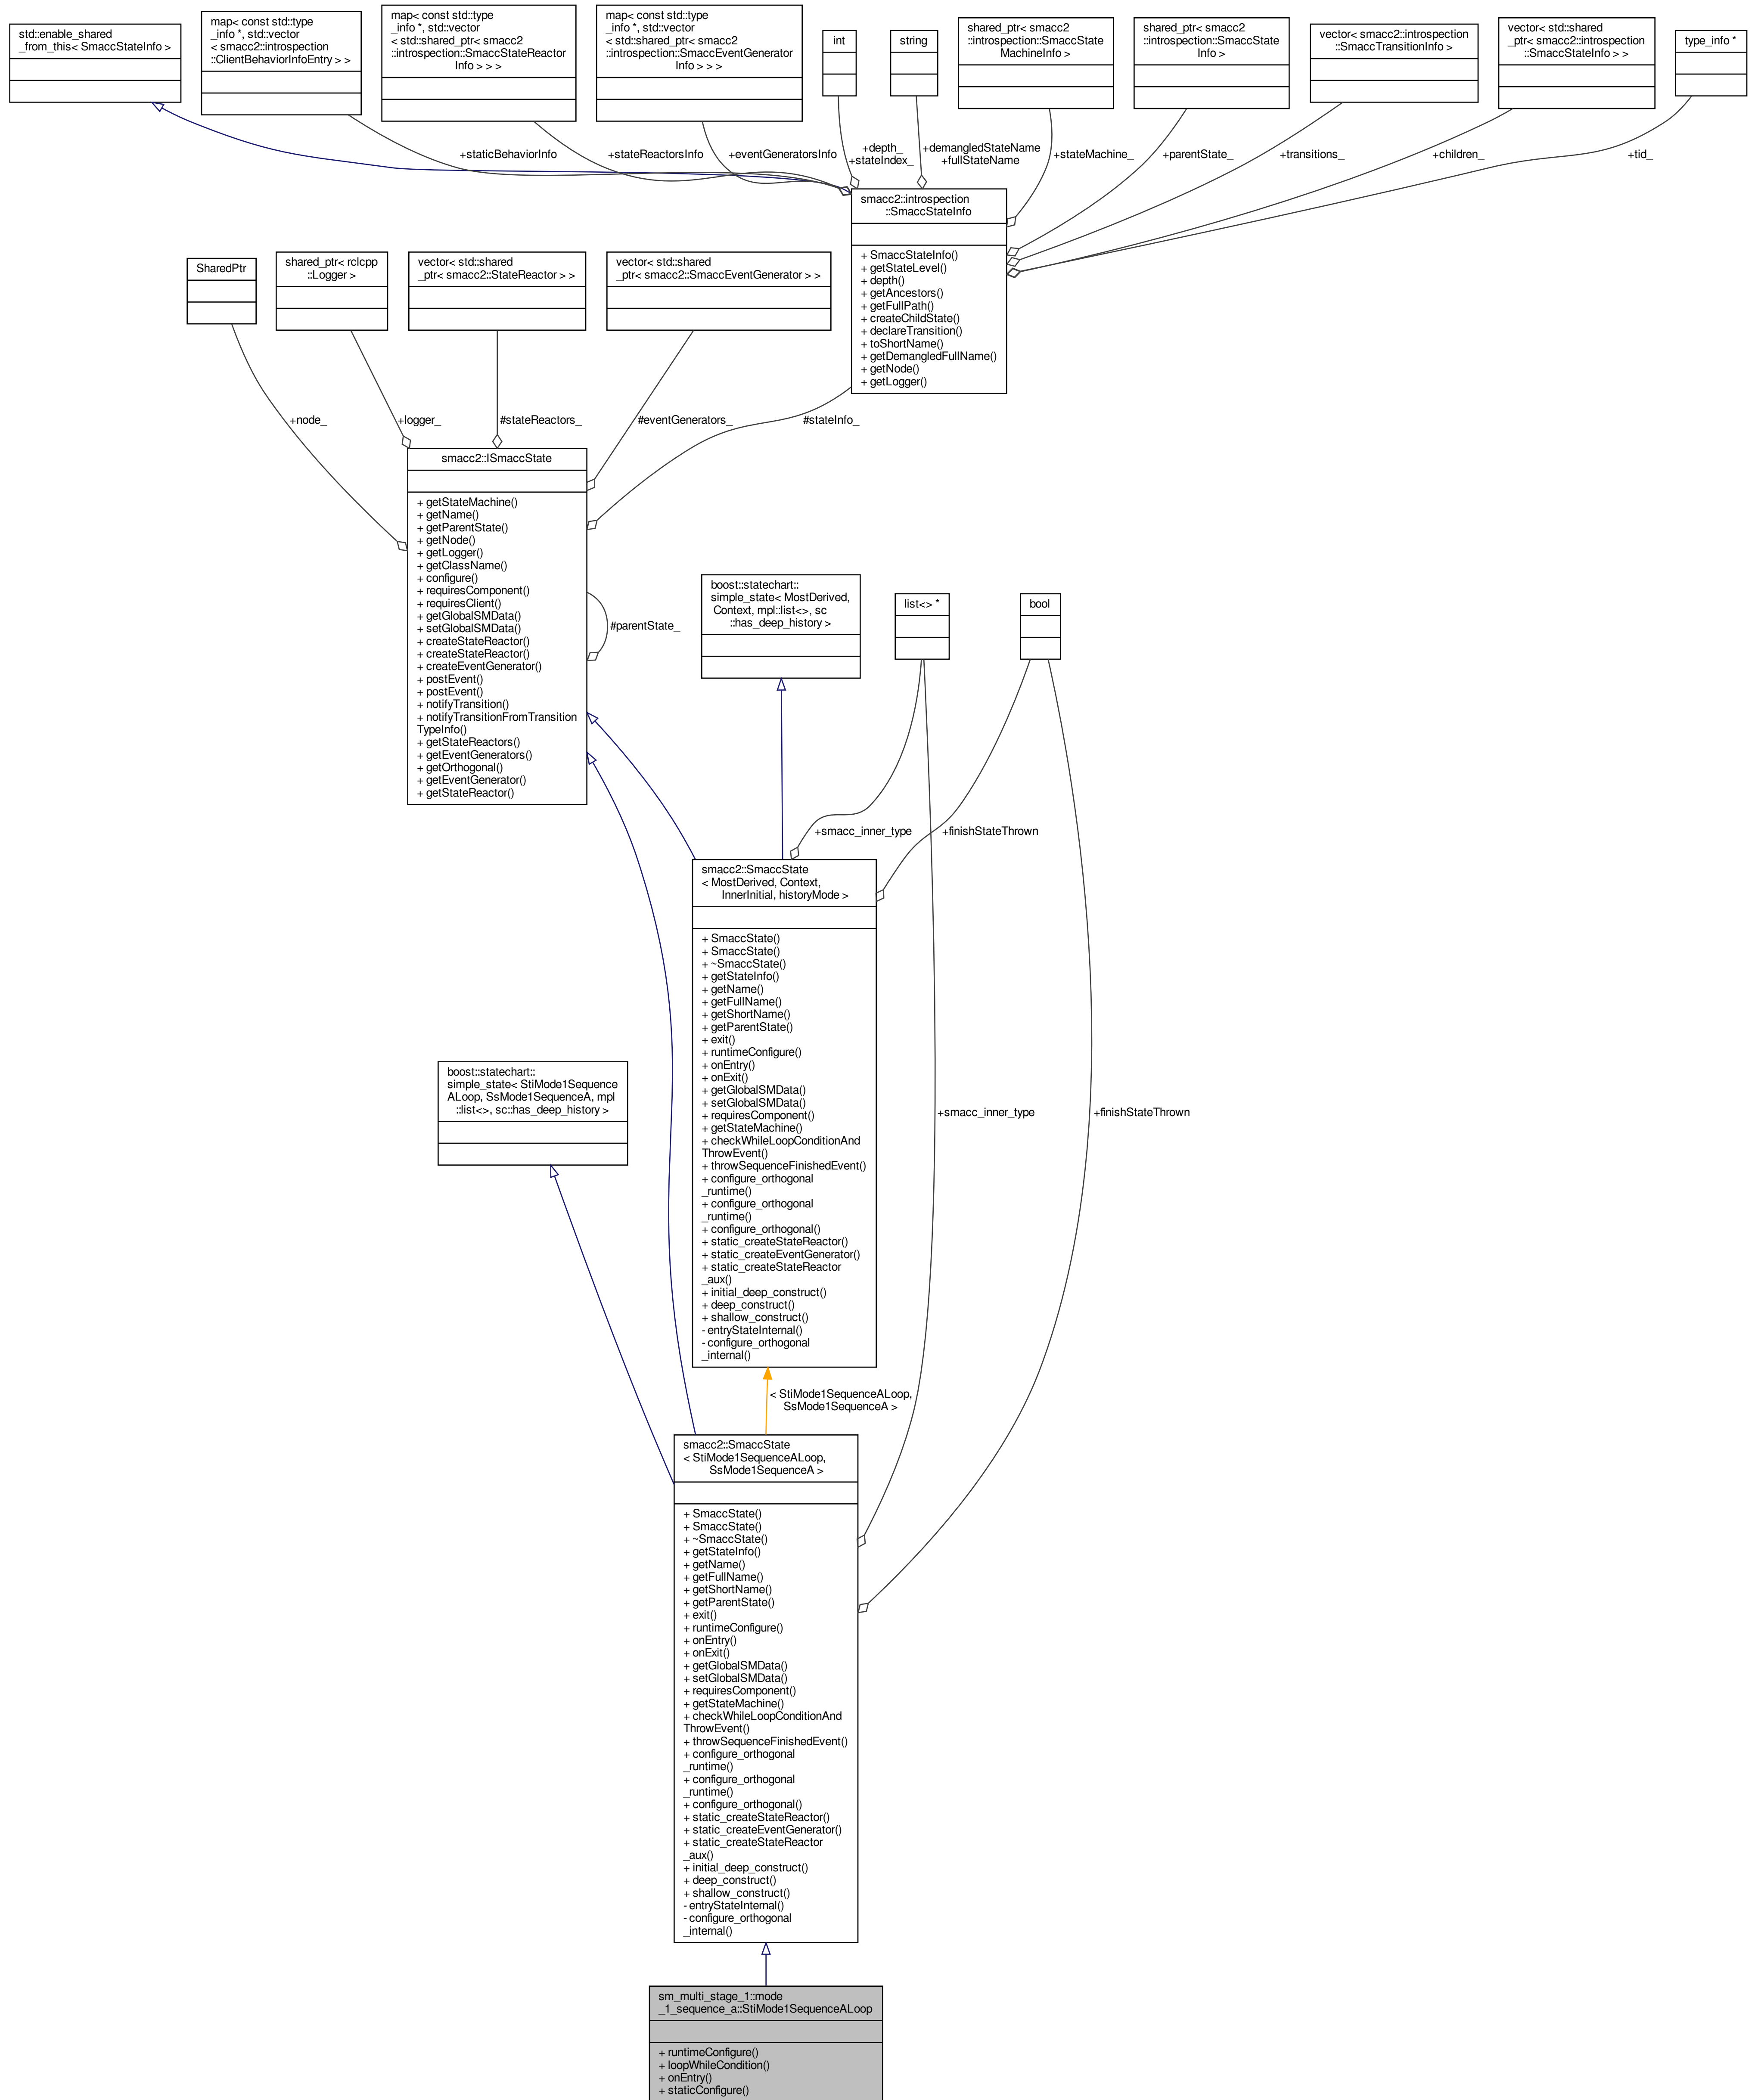 std::enable_shared
_from_this< SmaccStateInfo >
map< const std::type
_info *, std::vector
< smacc2::introspection
::ClientBehaviorInfoEntry > >
map< const std::type
_info *, std::vector
< std::shared_ptr< smacc2
::introspection::SmaccStateReactor
Info > > >
map< const std::type
_info *, std::vector
< std::shared_ptr< smacc2
::introspection::SmaccEventGenerator
Info > > >
int
string
shared_ptr< smacc2
::introspection::SmaccState
MachineInfo >
shared_ptr< smacc2
::introspection::SmaccState
Info >
vector< smacc2::introspection
::SmaccTransitionInfo >
vector< std::shared
_ptr< smacc2::introspection
::SmaccStateInfo > >
type_info *
+staticBehaviorInfo
+stateReactorsInfo
+eventGeneratorsInfo
+depth_
+stateIndex_
+demangledStateName
+fullStateName
+stateMachine_
+parentState_
+transitions_
+children_
+tid_
smacc2::introspection
::SmaccStateInfo
+ SmaccStateInfo()
+ getStateLevel()
+ depth()
+ getAncestors()
+ getFullPath()
+ createChildState()
+ declareTransition()
+ toShortName()
+ getDemangledFullName()
+ getNode()
+ getLogger()
SharedPtr
shared_ptr< rclcpp
::Logger >
vector< std::shared
_ptr< smacc2::StateReactor > >
vector< std::shared
_ptr< smacc2::SmaccEventGenerator > >
+node_
+logger_
#stateReactors_
#eventGenerators_
#stateInfo_
smacc2::ISmaccState
+ getStateMachine()
+ getName()
+ getParentState()
+ getNode()
+ getLogger()
+ getClassName()
+ configure()
+ requiresComponent()
+ requiresClient()
+ getGlobalSMData()
+ setGlobalSMData()
+ createStateReactor()
+ createStateReactor()
+ createEventGenerator()
+ postEvent()
+ postEvent()
+ notifyTransition()
+ notifyTransitionFromTransition
TypeInfo()
+ getStateReactors()
+ getEventGenerators()
+ getOrthogonal()
+ getEventGenerator()
+ getStateReactor()
#parentState_
boost::statechart::
simple_state< MostDerived,
Context, mpl::list<>, sc
::has_deep_history >
list<> *
bool
+smacc_inner_type
+finishStateThrown
smacc2::SmaccState
< MostDerived, Context,
InnerInitial, historyMode >
+ SmaccState()
+ SmaccState()
+ ~SmaccState()
+ getStateInfo()
+ getName()
+ getFullName()
+ getShortName()
+ getParentState()
+ exit()
+ runtimeConfigure()
+ onEntry()
+ onExit()
+ getGlobalSMData()
+ setGlobalSMData()
+ requiresComponent()
+ getStateMachine()
+ checkWhileLoopConditionAnd
ThrowEvent()
+ throwSequenceFinishedEvent()
+ configure_orthogonal
_runtime()
+ configure_orthogonal
_runtime()
+ configure_orthogonal()
+ static_createStateReactor()
+ static_createEventGenerator()
+ static_createStateReactor
_aux()
+ initial_deep_construct()
+ deep_construct()
+ shallow_construct()
- entryStateInternal()
- configure_orthogonal
_internal()
boost::statechart::
simple_state< StiMode1Sequence
ALoop, SsMode1SequenceA, mpl
::list<>, sc::has_deep_history >
+smacc_inner_type
+finishStateThrown
< StiMode1SequenceALoop,
SsMode1SequenceA >
smacc2::SmaccState
< StiMode1SequenceALoop,
SsMode1SequenceA >
+ SmaccState()
+ SmaccState()
+ ~SmaccState()
+ getStateInfo()
+ getName()
+ getFullName()
+ getShortName()
+ getParentState()
+ exit()
+ runtimeConfigure()
+ onEntry()
+ onExit()
+ getGlobalSMData()
+ setGlobalSMData()
+ requiresComponent()
+ getStateMachine()
+ checkWhileLoopConditionAnd
ThrowEvent()
+ throwSequenceFinishedEvent()
+ configure_orthogonal
_runtime()
+ configure_orthogonal
_runtime()
+ configure_orthogonal()
+ static_createStateReactor()
+ static_createEventGenerator()
+ static_createStateReactor
_aux()
+ initial_deep_construct()
+ deep_construct()
+ shallow_construct()
- entryStateInternal()
- configure_orthogonal
_internal()
sm_multi_stage_1::mode
_1_sequence_a::StiMode1SequenceALoop
+ runtimeConfigure()
+ loopWhileCondition()
+ onEntry()
+ staticConfigure()